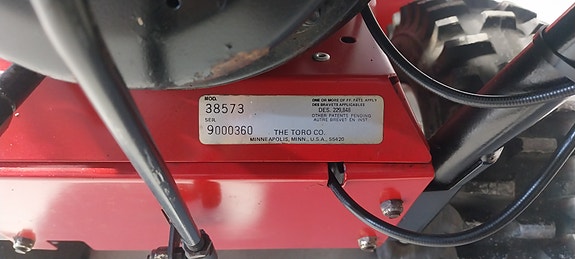 MOD.
38573
SER.
9000360
ONE OR MORE OF FF. PATS. APPLY
DES BREVETS APPLICABLES
DES. 229,848
OTHER PATENTS PENDING
AUTRE BREVET EN INST.
THE TORO CO.
MINNEAPOLIS, MINN., U.S.A., 55420